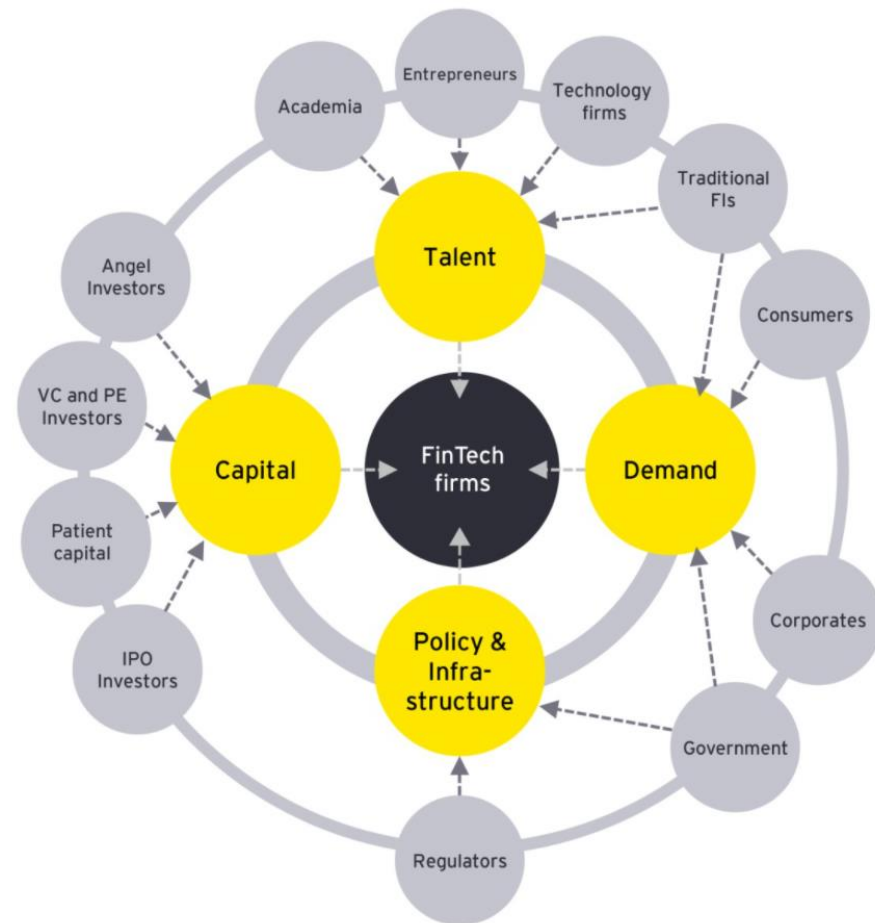 Entrepreneurs
Academia
Technology
firms
Traditional
FIs
Talent
Angel
Investors
Consumers
VC and PE
Investors
Capital
FinTech
firms
Demand
Patient
capital
Policy &
Infra-
structure
Corporates
IPO
Investors
Government
Regulators